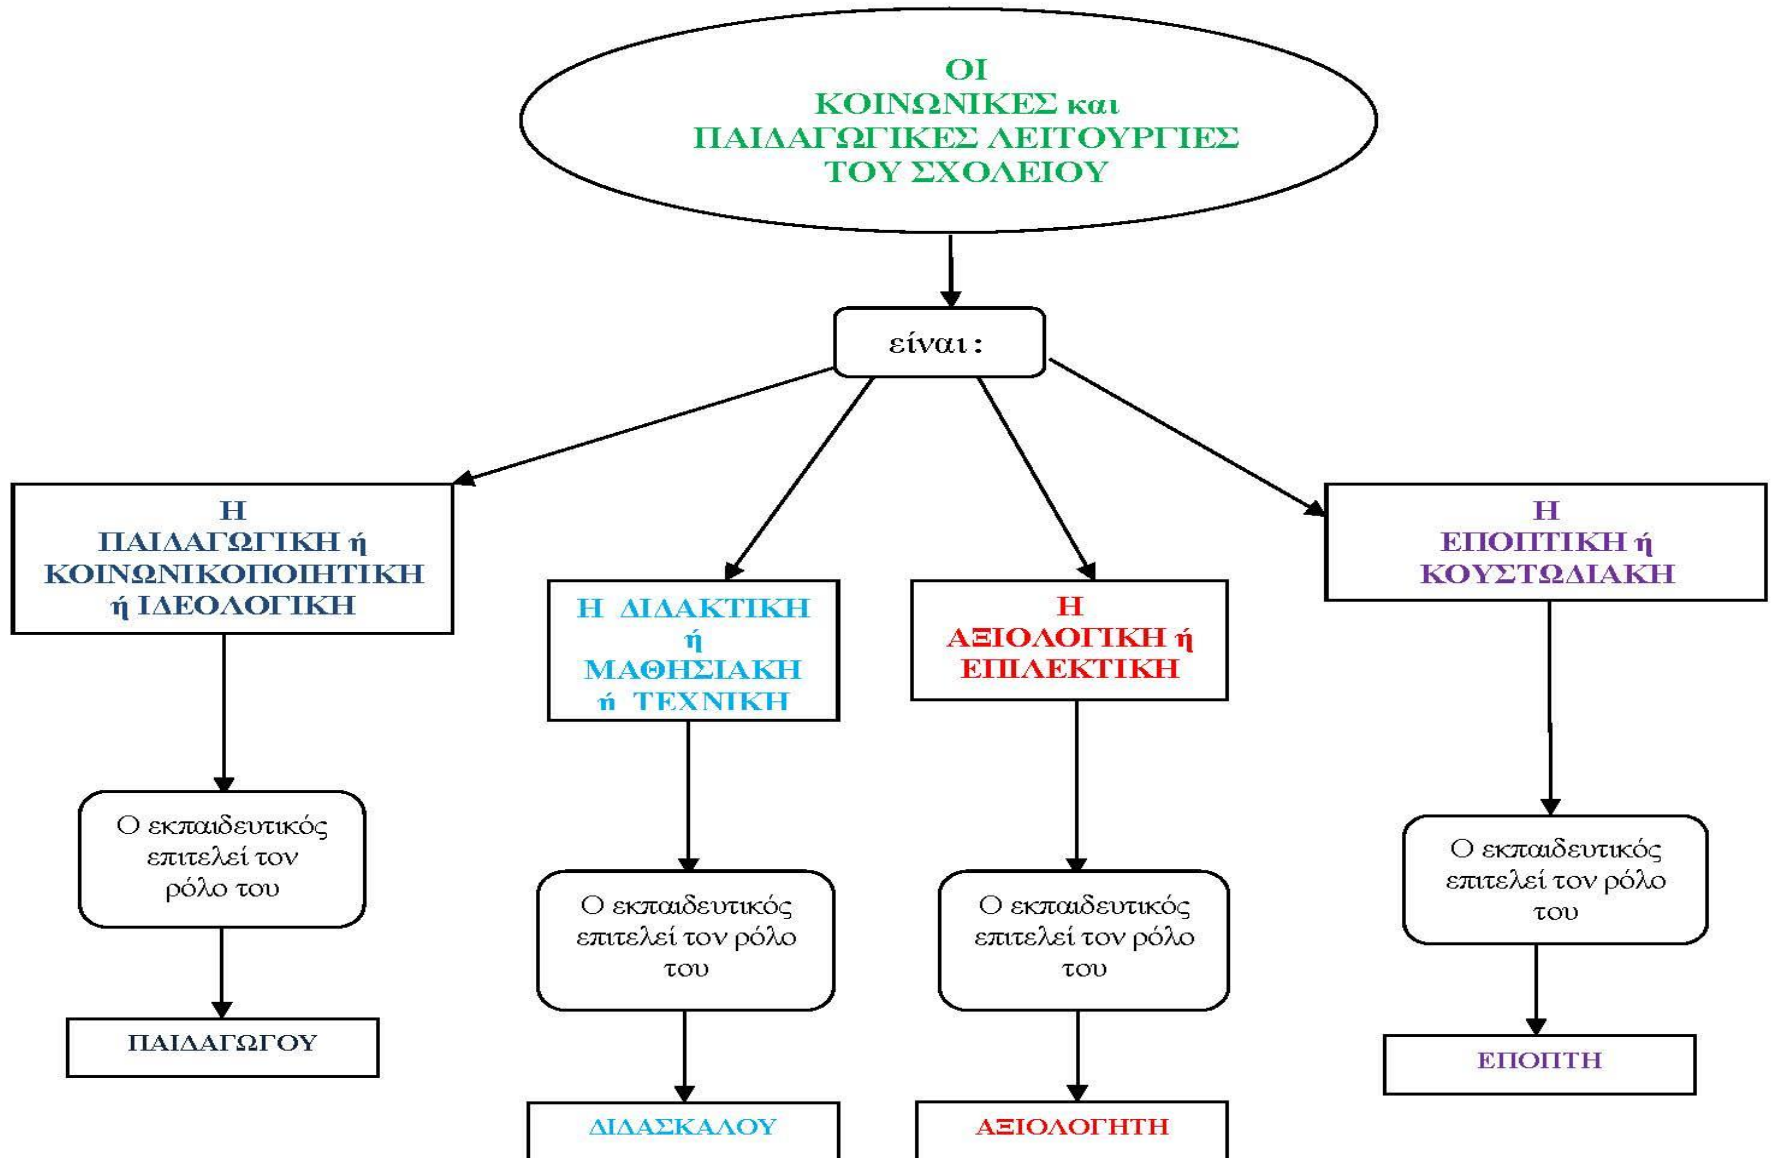 ΟΙ
ΚΟΙΝΩΝΙΚΕΣ και
ΠΑΙΔΑΓΩΓΙΚΕΣ ΛΕΙΤΟΥΡΓΙΕΣ
ΤΟΥ ΣΧΟΛΕΙΟΥ
είναι :
Η
ΠΑΙΔΑΓΩΓΙΚΗ ή
ΚΟΙΝΩΝΙΚΟΠΟΙΗΤΙΚΗ
ή ΙΔΕΟΛΟΓΙΚΗ
Η ΔΙΔΑΚΤΙΚΗ
ή
ΜΑΘΗΣΙΑΚΗ
ή ΤΕΧΝΙΚΗ
Η
ΑΞΙΟΛΟΓΙΚΗ ή
ΕΠΙΛΕΚΤΙΚΗ
Η
ΕΠΟΠΤΙΚΗ ή
ΚΟΥΣΤΩΔΙΑΚΗ
Ο εκπαιδευτικός
επιτελεί τον
ρόλο του
Ο εκπαιδευτικός
επιτελεί τον ρόλο
του
Ο εκπαιδευτικός
επιτελεί τον ρόλο
του
Ο εκπαιδευτικός
επιτελεί τον ρόλο
του
ΠΑΙΔΑΓΩΓΟΥ
ΔΙΔΑΣΚΑΛΟΥ
ΑΞΙΟΛΟΓΗΤΗ
ΕΠΟΠΤΗ